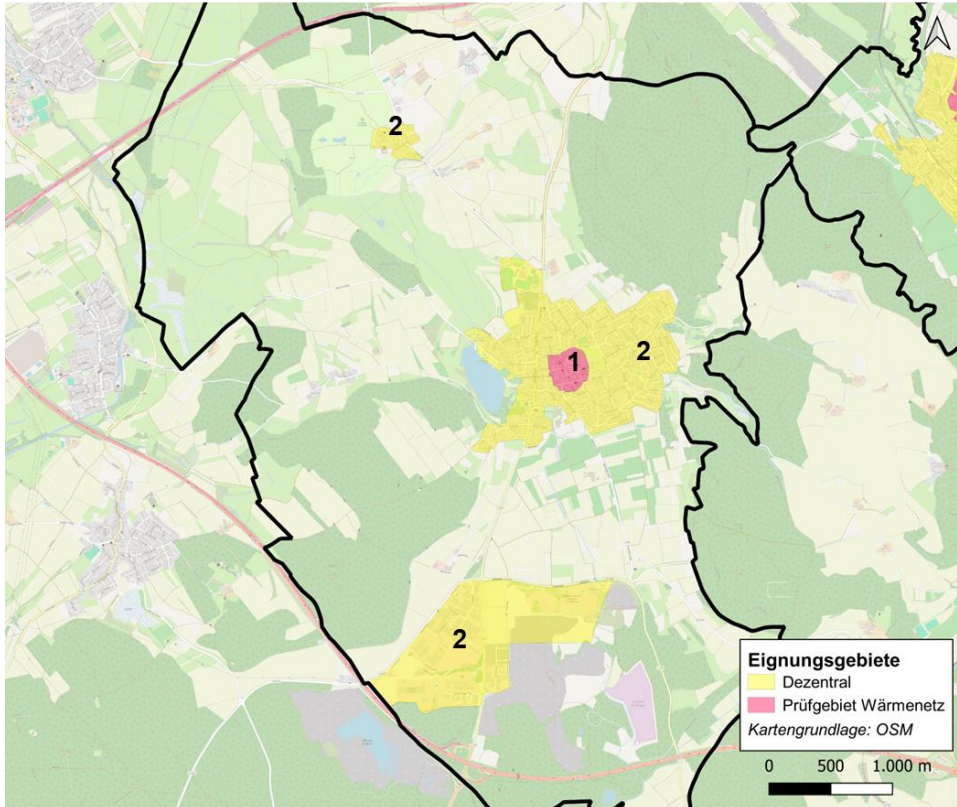 2
1
2
2
Eignungsgebiete
Dezentral
Prüfgebiet Wärmenetz
Kartengrundlage: OSM
0 500 1.000 m